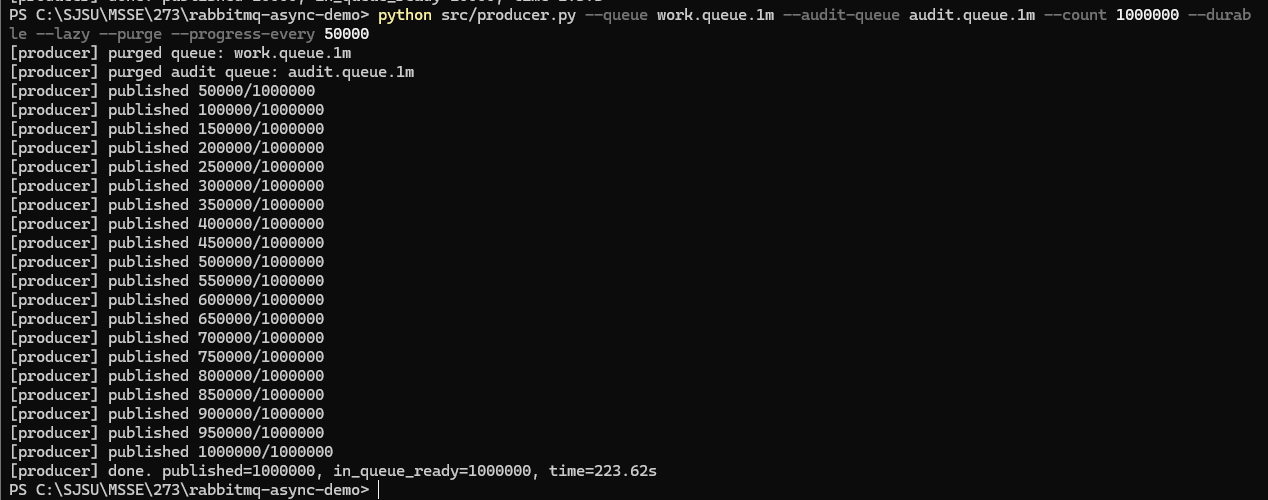 PS C:\SJSU\MSSE\273\rabbitmq-async-demo> python src/producer.py --queue work.queue.1m --audit-queue audit.queue.1m --count 1000000 --durab
le --lazy --purge --progress-every 50000
[producer] purged queue: work.queue.1m
[producer] purged audit queue: audit.queue.1m
[producer] published 50000/1000000
[producer] published 100000/1000000
[producer] published 150000/1000000
[producer] published 200000/1000000
[producer] published 250000/1000000
[producer] published 300000/1000000
[producer] published 350000/1000000
[producer] published 400000/1000000
[producer] published 450000/1000000
[producer] published 500000/1000000
[producer] published 550000/1000000
[producer] published 600000/1000000
[producer] published 650000/1000000
[producer] published 700000/1000000
[producer] published 750000/1000000
[producer] published 800000/1000000
[producer] published 850000/1000000
[producer] published 900000/1000000
[producer] published 950000/1000000
[producer] published 1000000/1000000
[producer] done. published=1000000, in_queue_ready=1000000, time=223.62s
PS C:\SJSU\MSSE\273\rabbitmq-async-demo>